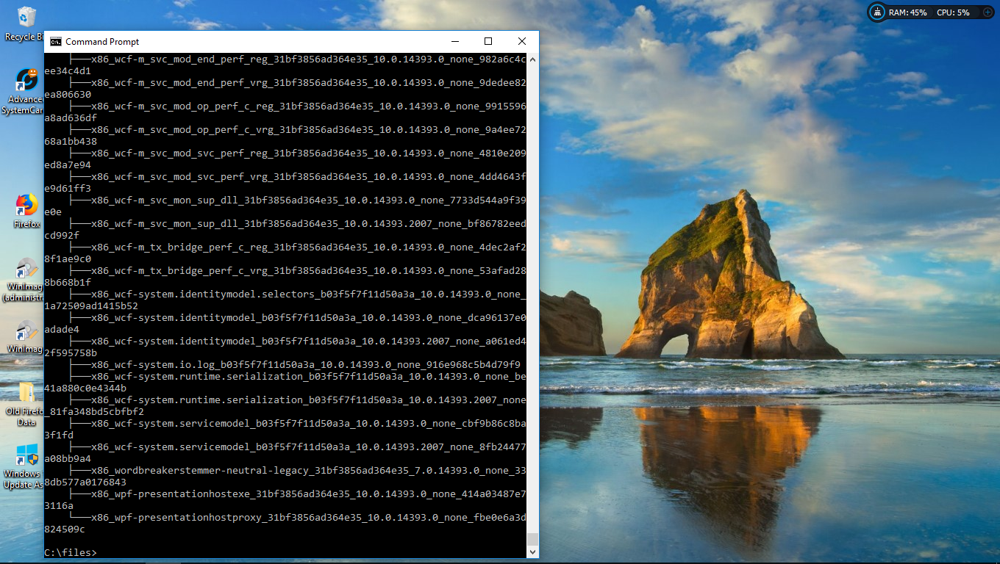 Recycle Bi
Advanced
SystemCar
Firefox
WinImag
(administr
WinImag
Old Firefo
Data
Windows
Update As
RAM: 45% CPU: 5%
Command Prompt
├───x86_wcf-m_svc_mod_end_perf_reg_31bf3856ad364e35_10.0.14393.0_none_982a6c4c
ee34c4d1
├───x86_wcf-m_svc_mod_end_perf_vrg_31bf3856ad364e35_10.0.14393.0_none_9dedee82
ea806630
├───x86_wcf-m_svc_mod_op_perf_c_reg_31bf3856ad364e35_10.0.14393.0_none_9915596
a8ad636df
├───x86_wcf-m_svc_mod_op_perf_c_vrg_31bf3856ad364e35_10.0.14393.0_none_9a4ee72
68a1bb438
├───x86_wcf-m_svc_mod_svc_perf_reg_31bf3856ad364e35_10.0.14393.0_none_4810e209
ed8a7e94
├───x86_wcf-m_svc_mod_svc_perf_vrg_31bf3856ad364e35_10.0.14393.0_none_4dd4643f
e9d61ff3
├───x86_wcf-m_svc_mon_sup_dll_31bf3856ad364e35_10.0.14393.0_none_7733d544a9f39
e0e
├───x86_wcf-m_svc_mon_sup_dll_31bf3856ad364e35_10.0.14393.2007_none_bf86782eed
cd992f
├───x86_wcf-m_tx_bridge_perf_c_reg_31bf3856ad364e35_10.0.14393.0_none_4dec2af2
8f1ae9c0
├───x86_wcf-m_tx_bridge_perf_c_vrg_31bf3856ad364e35_10.0.14393.0_none_53afad28
8b668b1f
├───x86_wcf-system.identitymodel.selectors_b03f5f7f11d50a3a_10.0.14393.0_none_
1a72509ad1415b52
├───x86_wcf-system.identitymodel_b03f5f7f11d50a3a_10.0.14393.0_none_dca96137e0
adade4
├───x86_wcf-system.identitymodel_b03f5f7f11d50a3a_10.0.14393.2007_none_a061ed4
2f595758b
├───x86_wcf-system.io.log_b03f5f7f11d50a3a_10.0.14393.0_none_916e968c5b4d79f9
├───x86_wcf-system.runtime.serialization_b03f5f7f11d50a3a_10.0.14393.0_none_be
41a880c0e4344b
├───x86_wcf-system.runtime.serialization_b03f5f7f11d50a3a_10.0.14393.2007_none
_81fa348bd5cbfbf2
├───x86_wcf-system.servicemodel_b03f5f7f11d50a3a_10.0.14393.0_none_cbf9b86c8ba
3f1fd
├───x86_wcf-system.servicemodel_b03f5f7f11d50a3a_10.0.14393.2007_none_8fb24477
a08bb9a4
├───x86_wordbreakerstemmer-neutral-legacy_31bf3856ad364e35_7.0.14393.0_none_33
8db577a0176843
├───x86_wpf-presentationhostexe_31bf3856ad364e35_10.0.14393.0_none_414a03487e7
3116a
└───x86_wpf-presentationhostproxy_31bf3856ad364e35_10.0.14393.0_none_fbe0e6a3d
824509c
C:\files>